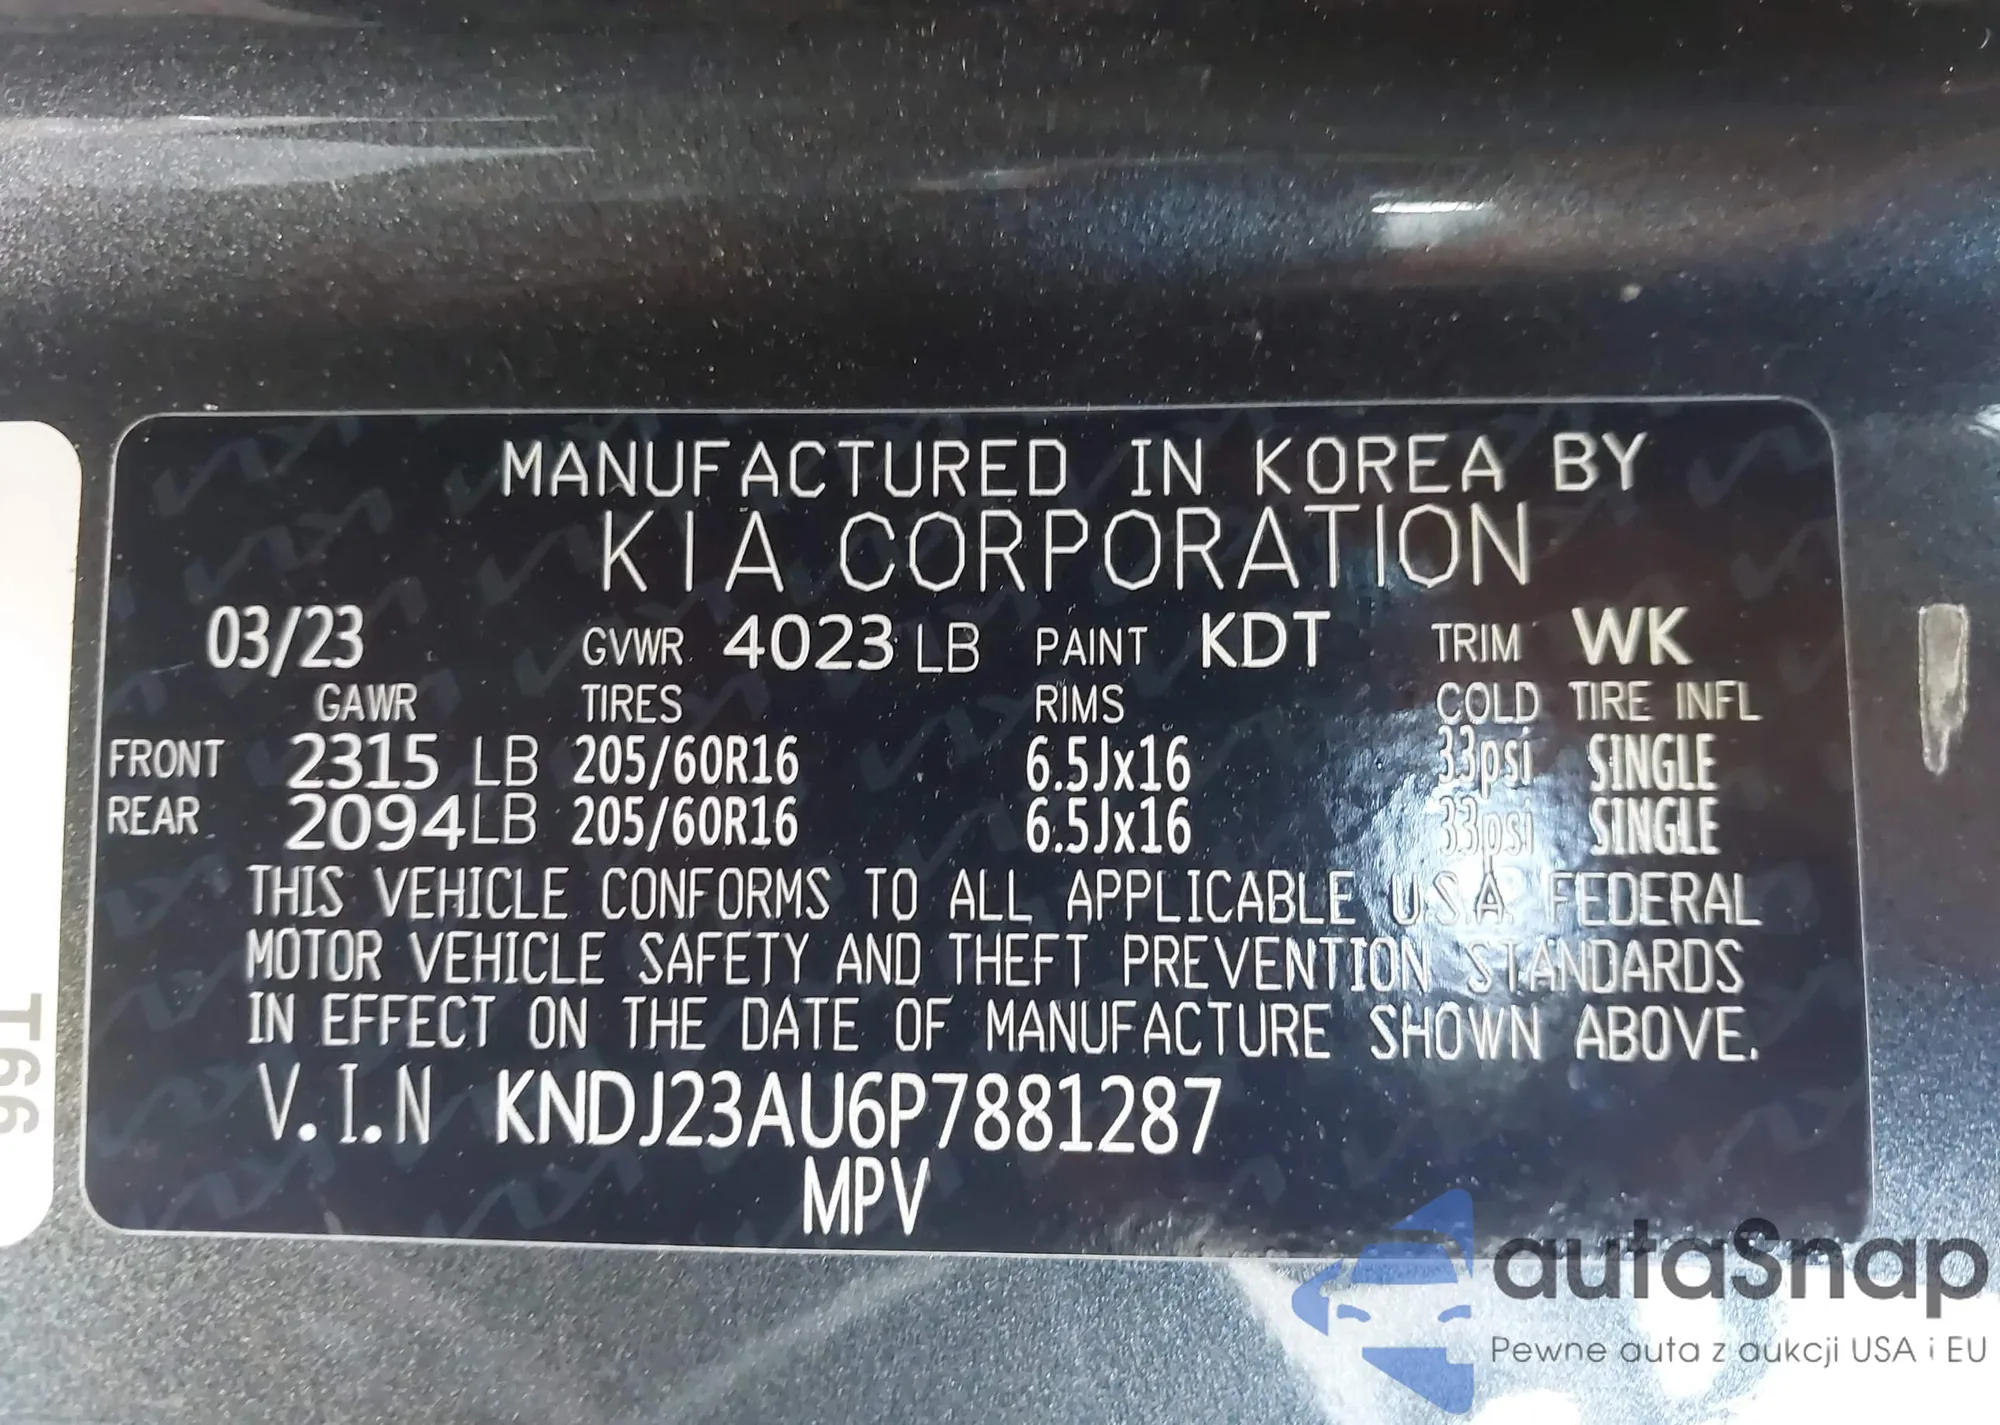 MANUFACTURED IN KOREA BY
KIA CORPORATION
03/23 GVWR 4023 LB PAINT KDT TRIM WK
GAWR TIRES RIMS COLD TIRE INFL
FRONT 2315 LB 205/60R16 6.5Jx16 33psi SINGLE
REAR 2094 LB 205/60R16 6.5Jx16 33psi SINGLE
THIS VEHICLE CONFORMS TO ALL APPLICABLE U.S.A. FEDERAL
MOTOR VEHICLE SAFETY AND THEFT PREVENTION STANDARDS
IN EFFECT ON THE DATE OF MANUFACTURE SHOWN ABOVE.
V.I.N KNDJ23AU6P7881287
MPV
T66
autaSnap
Pewne auta z aukcji USA i EU